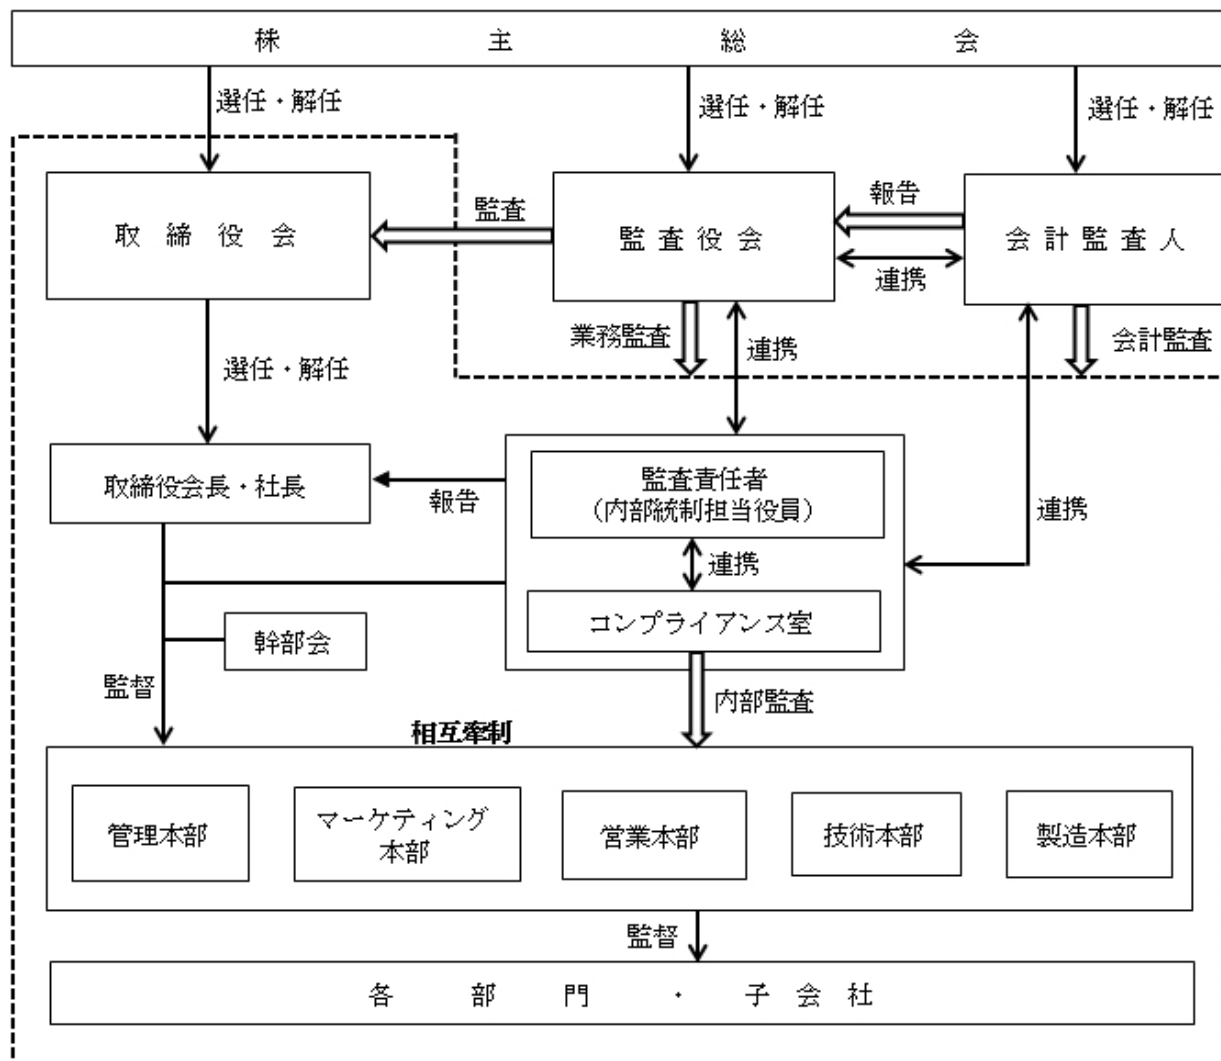 株主総会
選任・解任
選任・解任
選任・解任
取締役会
監査
監査役会
報告
連携
会計監査人
業務監査
連携
会計監査
選任・解任
取締役会長・社長
報告
監査責任者
（内部統制担当役員）
連携
連携
コンプライアンス室
幹部会
監督
内部監査
相互牽制
管理本部
マーケティング
本部
営業本部
技術本部
製造本部
監督
各部門・子会社